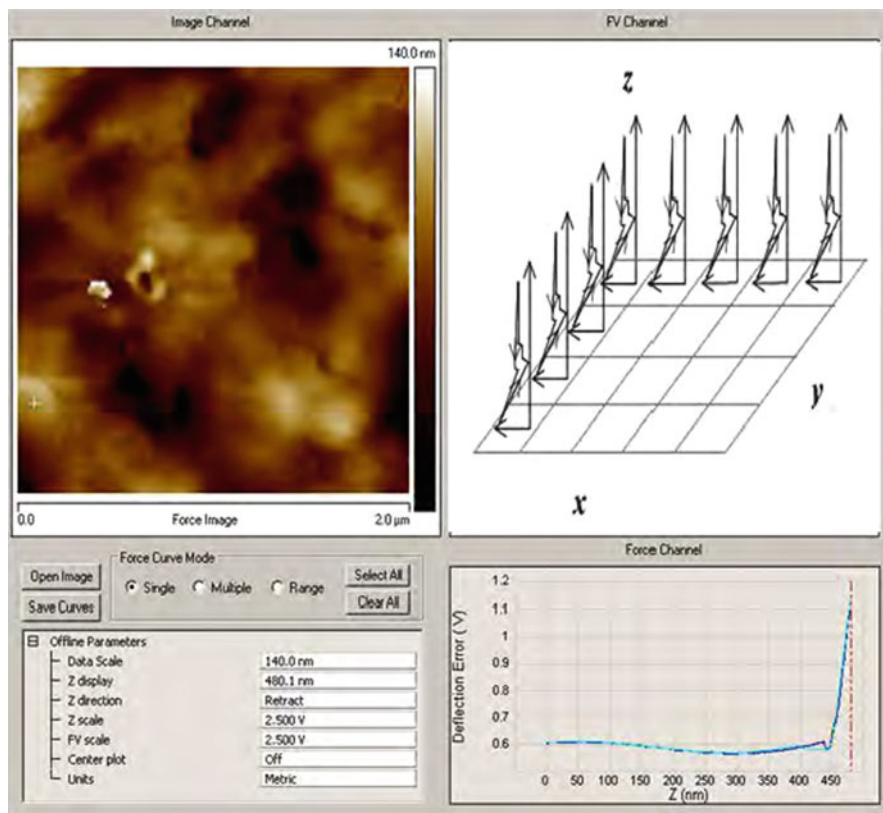 Image Channel
140.0 nm
0.0 Force Image 2.0 µm
FV Channel
z
y
x
Open Image
Save Curves
Force Curve Mode
Single Multiple Range
Select All
Clear All
Offline Parameters
Data Scale 140.0 nm
Z display 480.1 nm
Z direction Retract
Z scale 2.500 V
FV scale 2.500 V
Center plot Off
Units Metric
Force Channel
Deflection Error ( V)
1.2
1.1
1
0.9
0.8
0.7
0.6
0 50 100 150 200 250 300 350 400 450
Z (nm)